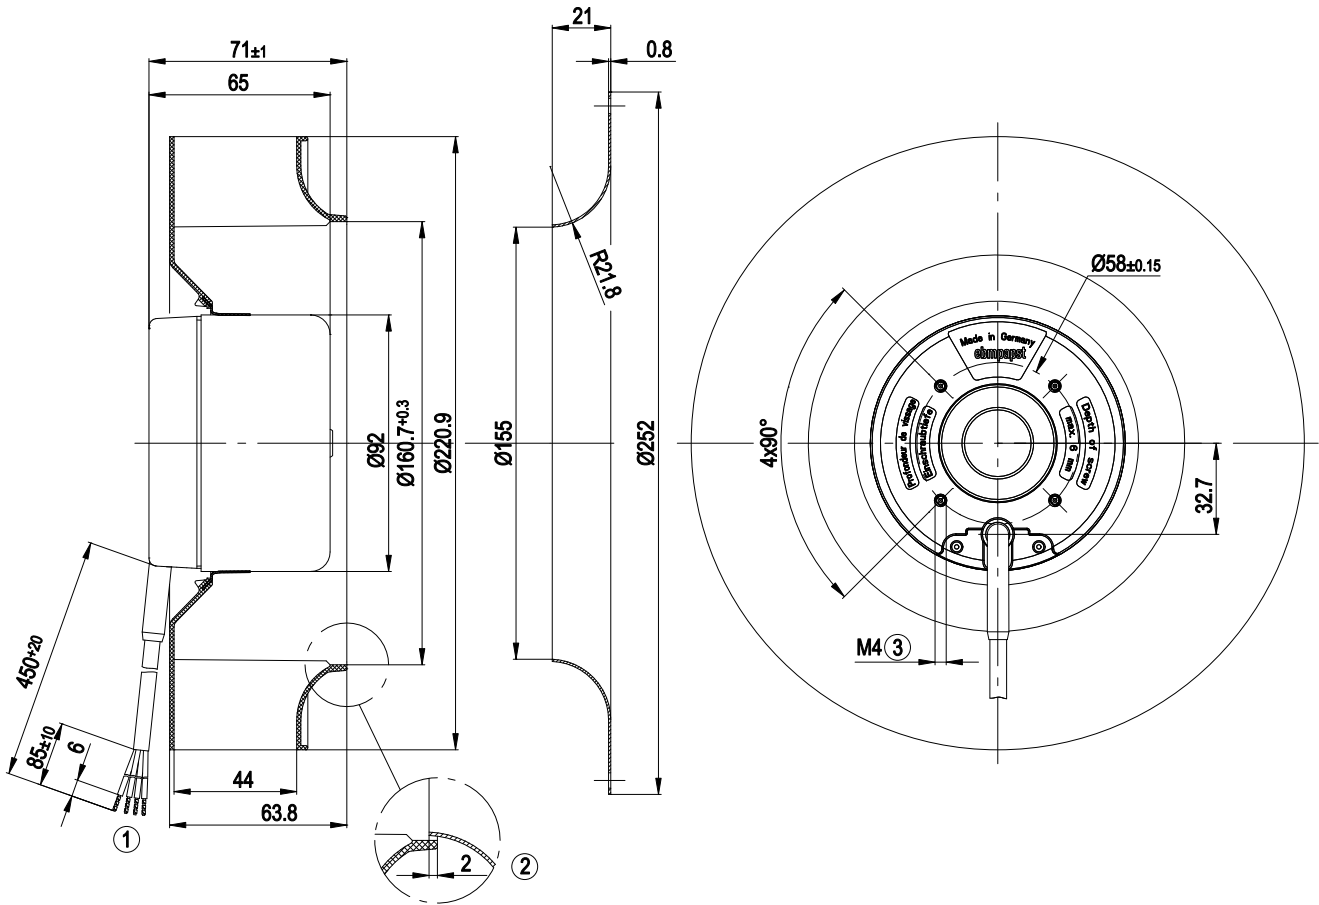 21
71±1
0.8
65
R21.8
Ø58±0.15
Made in Germany
ebmpapst
Profondeur de vissage
Einschraubtiefe
Depth of screw
max. 6 mm
4x90°
Ø92
Ø160.7+0.3
Ø220.9
Ø155
Ø252
32.7
M4 3
450+20
85±10
6
44
63.8
1
2
2